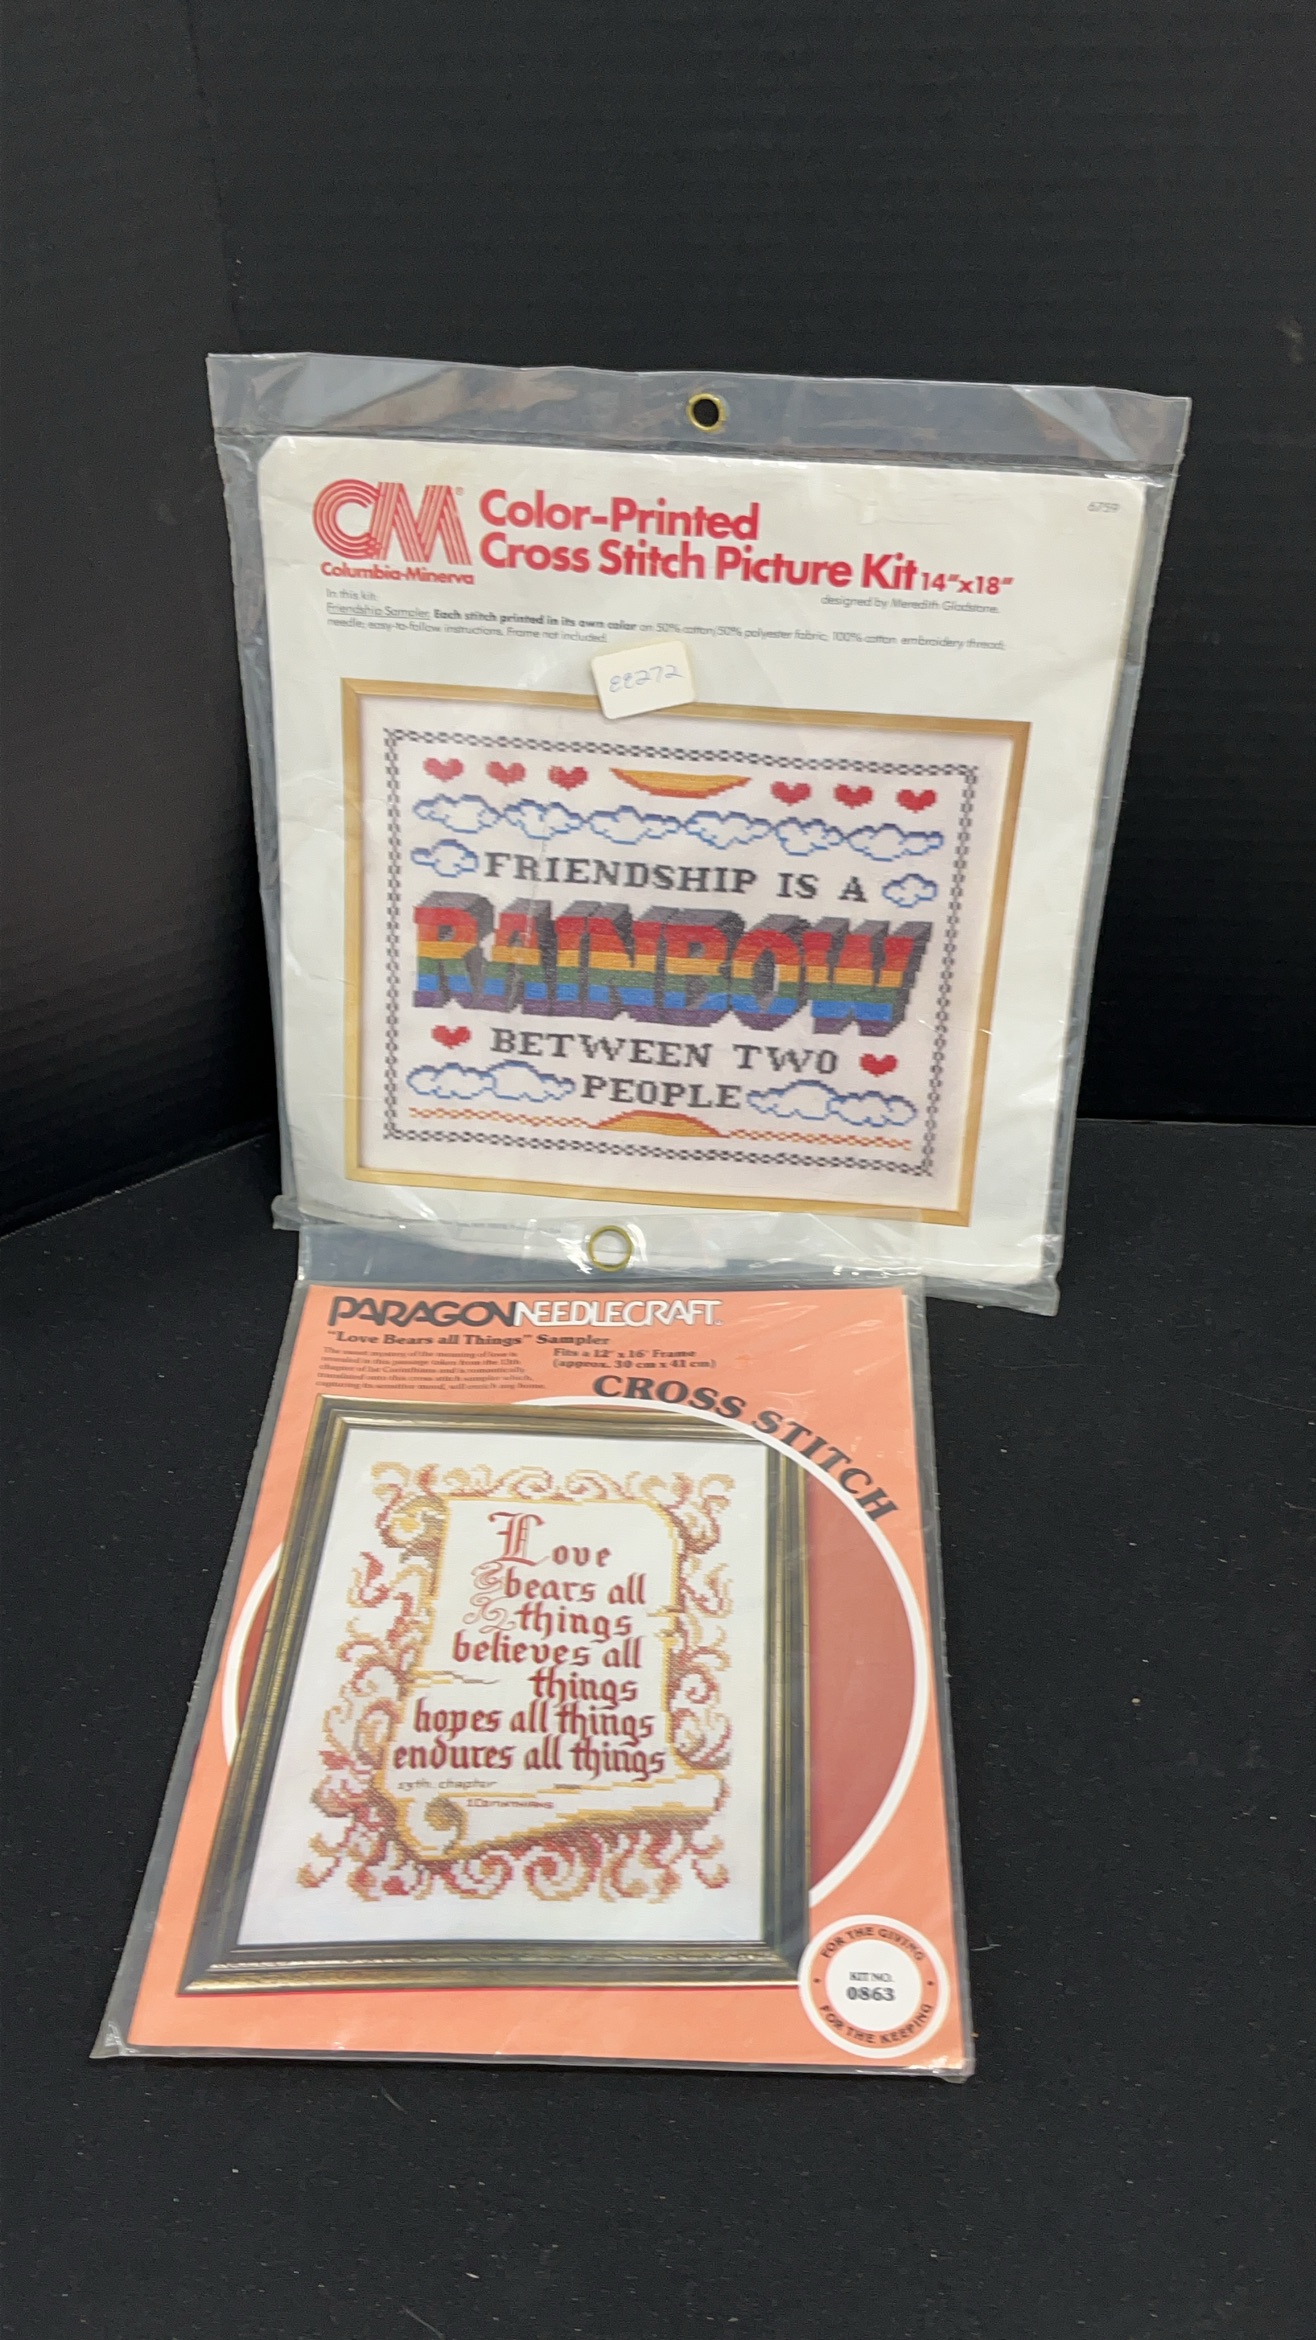 CM®
Columbia-Minerva
Color-Printed
Cross Stitch Picture Kit 14"x18"
6759
designed by Meredith Gladstone.
In this kit:
Friendship Sampler. Each stitch printed in its own color on 50% cotton/50% polyester fabric; 100% cotton embroidery thread;
needle; easy-to-follow instructions. Frame not included.
FRIENDSHIP IS A
RAINBOW
BETWEEN TWO
PEOPLE
PARAGON NEEDLECRAFT
"Love Bears all Things" Sampler
Fits a 12" x 16" Frame
(approx. 30 cm x 41 cm)
CROSS STITCH
Love
bears all
things
believes all
things
hopes all things
endures all things
13th. chapter
1 Corinthians
FOR THE GIVING
KIT NO.
0863
FOR THE KEEPING